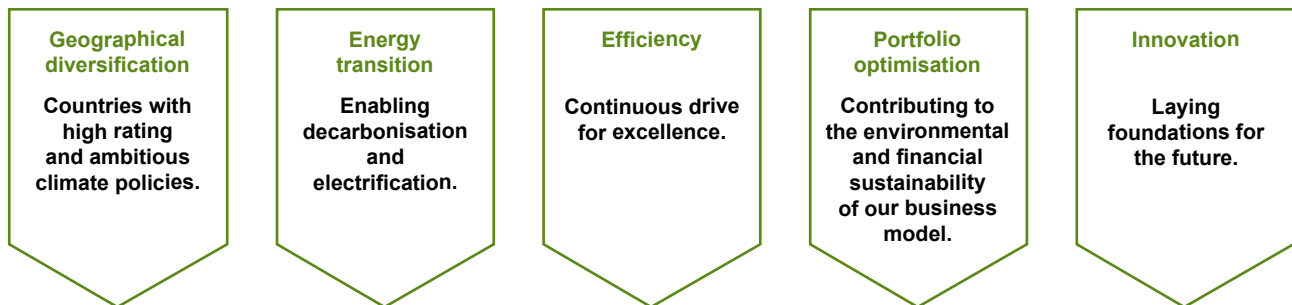 Geographical
diversification
Countries with
high rating
and ambitious
climate policies.
Energy
transition
Enabling
decarbonisation
and
electrification.
Efficiency
Continuous drive
for excellence.
Portfolio
optimisation
Contributing to
the environmental
and financial
sustainability
of our business
model.
Innovation
Laying
foundations for
the future.